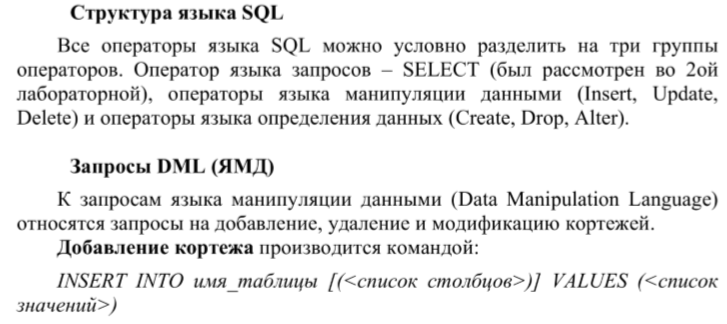 Структура языка SQL
Все операторы языка SQL можно условно разделить на три группы
операторов. Оператор языка запросов – SELECT (был рассмотрен во 2ой
лабораторной), операторы языка манипуляции данными (Insert, Update,
Delete) и операторы языка определения данных (Create, Drop, Alter).
Запросы DML (ЯМД)
К запросам языка манипуляции данными (Data Manipulation Language)
относятся запросы на добавление, удаление и модификацию кортежей.
Добавление кортежа производится командой:
INSERT INTO имя_таблицы [(<список столбцов>)] VALUES (<список
значений>)